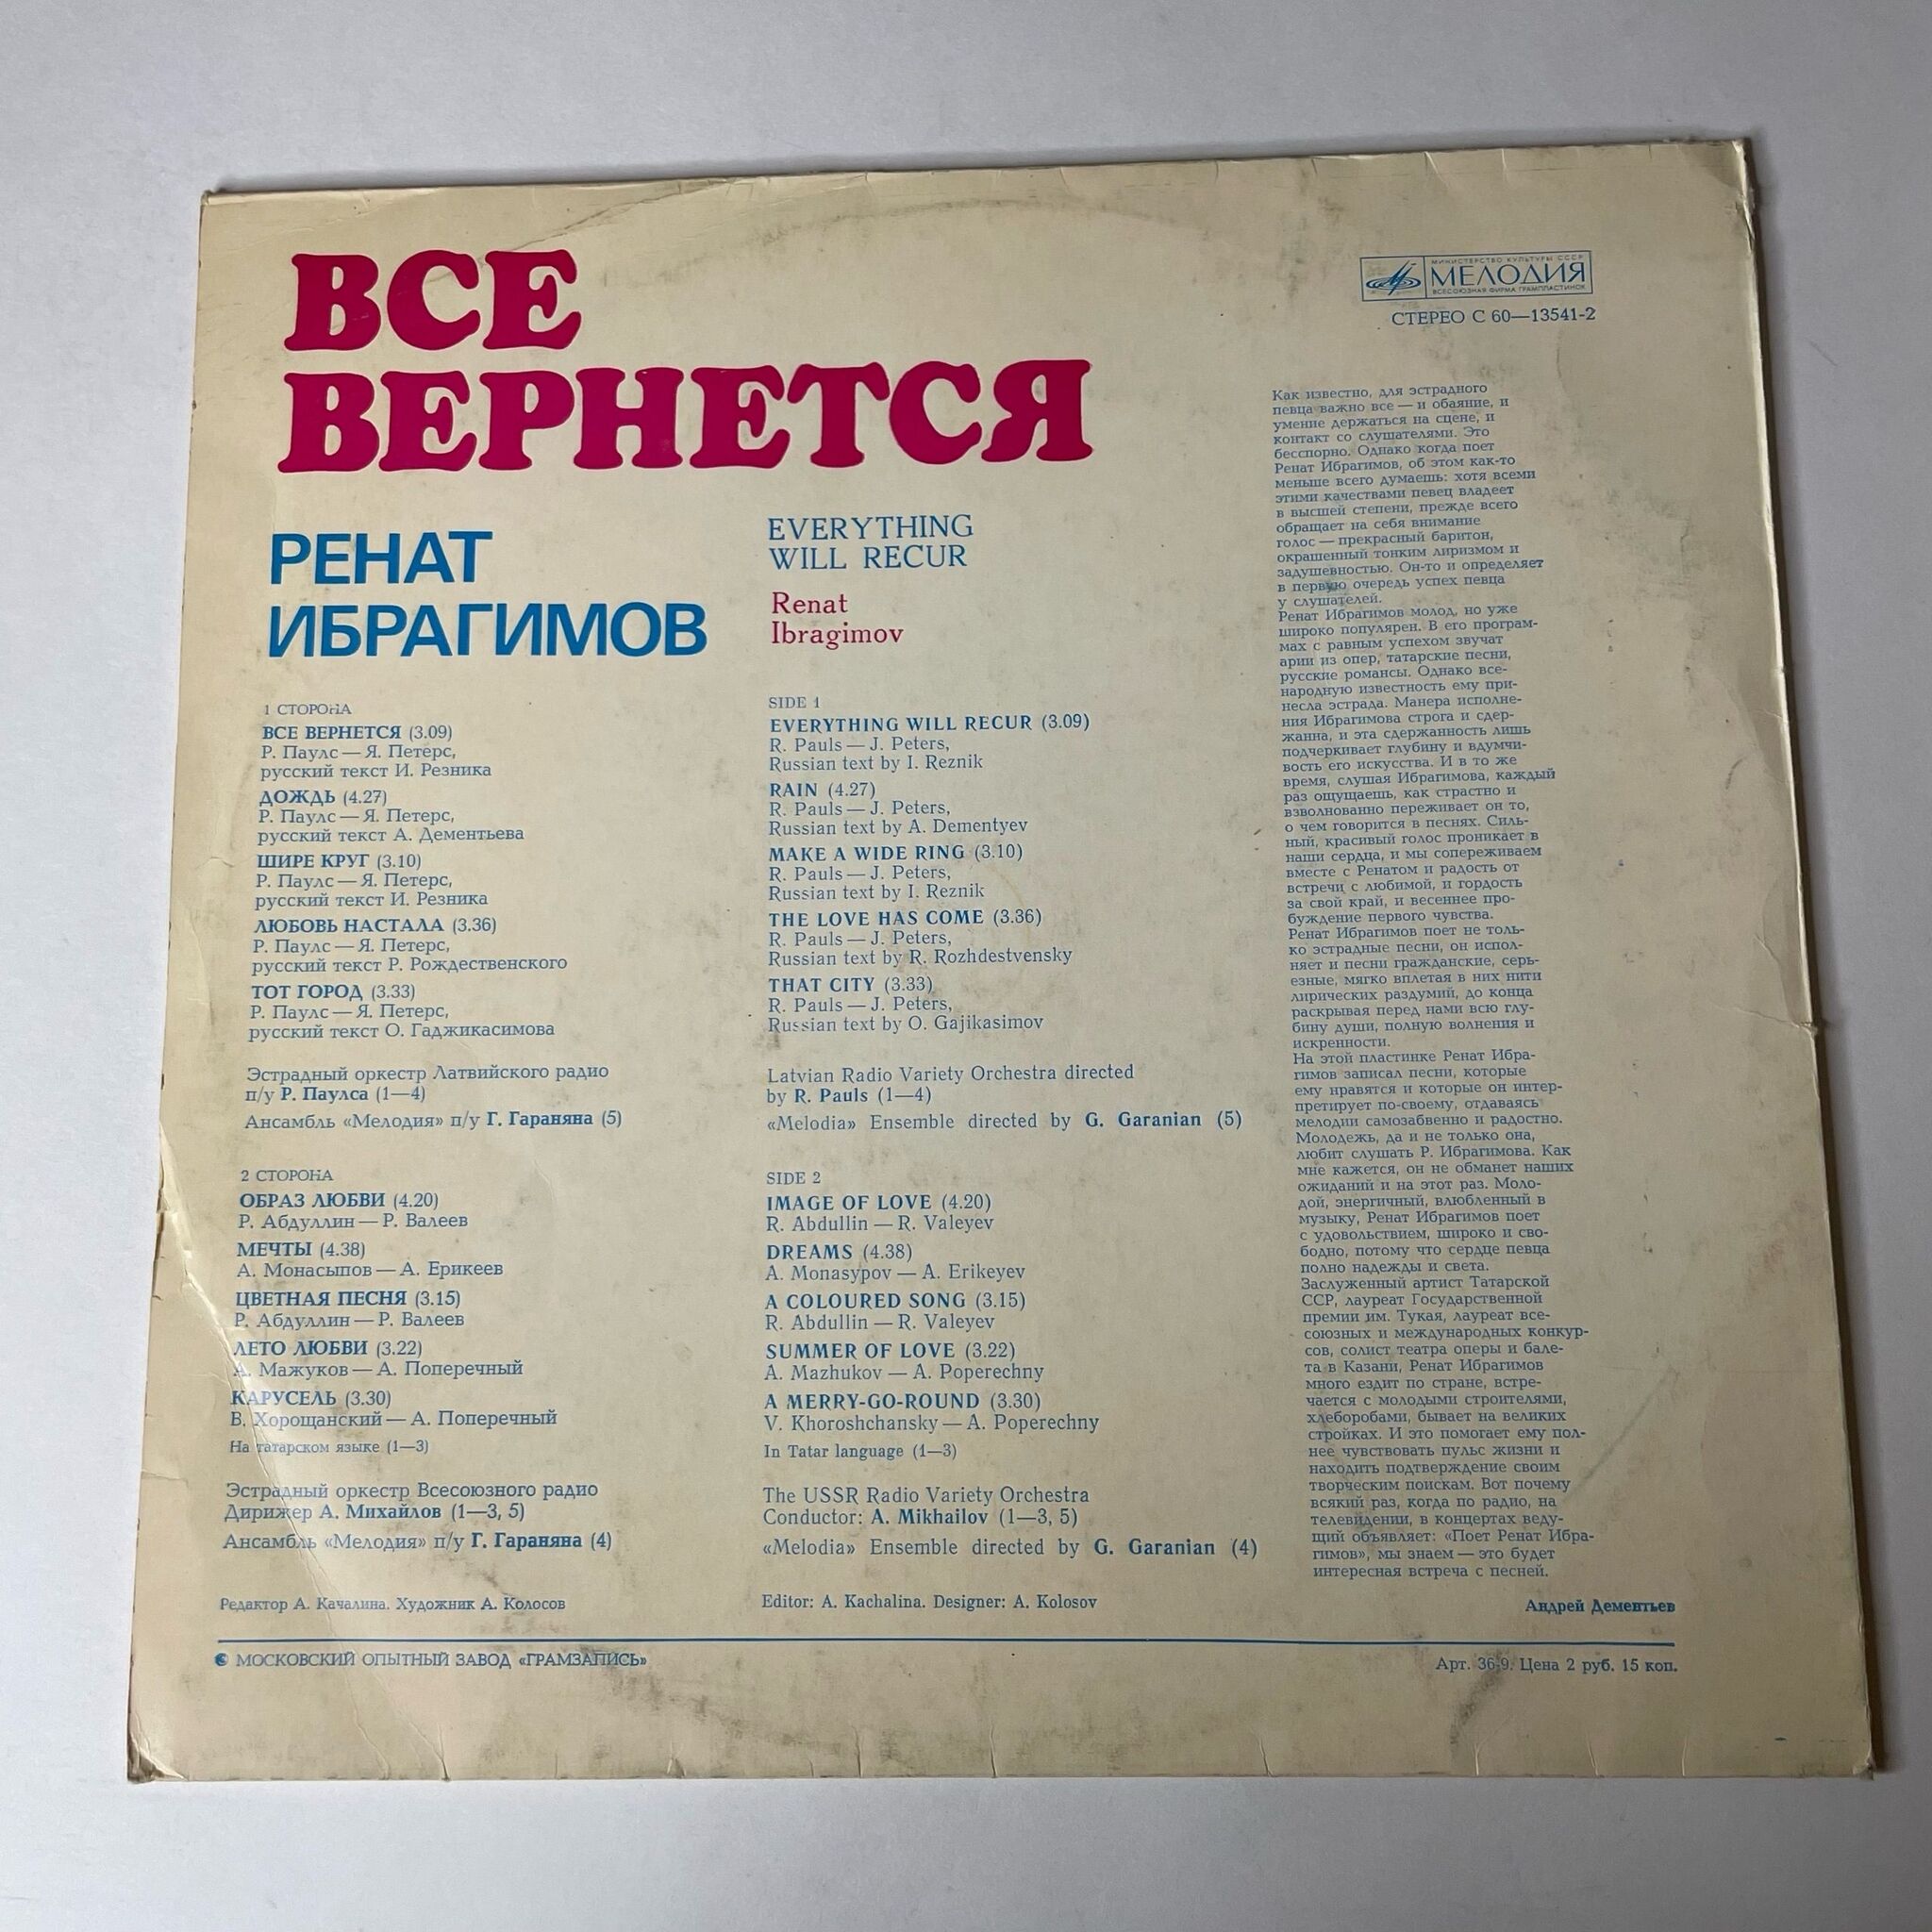 ВСЕ
ВЕРНЕТСЯ
РЕНАТ
ИБРАГИМОВ
1 СТОРОНА
ВСЕ ВЕРНЕТСЯ (3.09)
Р. Паулс — Я. Петерс,
русский текст И. Резника
ДОЖДЬ (4.27)
Р. Паулс — Я. Петерс,
русский текст А. Дементьева
ШИРЕ КРУГ (3.10)
Р. Паулс — Я. Петерс,
русский текст И. Резника
ЛЮБОВЬ НАСТАЛА (3.36)
Р. Паулс — Я. Петерс,
русский текст Р. Рождественского
ТОТ ГОРОД (3.33)
Р. Паулс — Я. Петерс,
русский текст О. Гаджикасимова
Эстрадный оркестр Латвийского радио
п/у Р. Паулса (1—4)
Ансамбль «Мелодия» п/у Г. Гараняна (5)
2 СТОРОНА
ОБРАЗ ЛЮБВИ (4.20)
Р. Абдуллин — Р. Валеев
МЕЧТЫ (4.38)
А. Монасыпов — А. Ерикеев
ЦВЕТНАЯ ПЕСНЯ (3.15)
Р. Абдуллин — Р. Валеев
ЛЕТО ЛЮБВИ (3.22)
А. Мажуков — А. Поперечный
КАРУСЕЛЬ (3.30)
В. Хорощанский — А. Поперечный
На татарском языке (1—3)
Эстрадный оркестр Всесоюзного радио
Дирижер А. Михайлов (1—3, 5)
Ансамбль «Мелодия» п/у Г. Гараняна (4)
Редактор А. Качалина. Художник А. Колосов
EVERYTHING
WILL RECUR
Renat
Ibragimov
SIDE 1
EVERYTHING WILL RECUR (3.09)
R. Pauls — J. Peters,
Russian text by I. Reznik
RAIN (4.27)
R. Pauls — J. Peters,
Russian text by A. Dementyev
MAKE A WIDE RING (3.10)
R. Pauls — J. Peters,
Russian text by I. Reznik
THE LOVE HAS COME (3.36)
R. Pauls — J. Peters,
Russian text by R. Rozhdestvensky
THAT CITY (3.33)
R. Pauls — J. Peters,
Russian text by O. Gajikasimov
Latvian Radio Variety Orchestra directed
by R. Pauls (1—4)
«Melodia» Ensemble directed by G. Garanian (5)
SIDE 2
IMAGE OF LOVE (4.20)
R. Abdullin — R. Valeyev
DREAMS (4.38)
A. Monasypov — A. Erikeyev
A COLOURED SONG (3.15)
R. Abdullin — R. Valeyev
SUMMER OF LOVE (3.22)
A. Mazhukov — A. Poperechny
A MERRY-GO-ROUND (3.30)
V. Khoroshchansky — A. Poperechny
In Tatar language (1—3)
The USSR Radio Variety Orchestra
Conductor: A. Mikhailov (1—3, 5)
«Melodia» Ensemble directed by G. Garanian (4)
Editor: A. Kachalina. Designer: A. Kolosov
МИНИСТЕРСТВО КУЛЬТУРЫ СССР
МЕЛОДИЯ
ВСЕСОЮЗНАЯ ФИРМА ГРАМПЛАСТИНОК
СТЕРЕО С 60—13541-2
Как известно, для эстрадного
певца важно все — и обаяние, и
умение держаться на сцене, и
контакт со слушателями. Это
бесспорно. Однако когда поет
Ренат Ибрагимов, об этом как-то
меньше всего думаешь: хотя всеми
этими качествами певец владеет
в высшей степени, прежде всего
обращает на себя внимание
голос — прекрасный баритон,
окрашенный тонким лиризмом и
задушевностью. Он-то и определяет
в первую очередь успех певца
у слушателей.
Ренат Ибрагимов молод, но уже
широко популярен. В его програм-
мах с равным успехом звучат
арии из опер, татарские песни,
русские романсы. Однако все-
народную известность ему при-
несла эстрада. Манера исполне-
ния Ибрагимова строга и сдер-
жанна, и эта сдержанность лишь
подчеркивает глубину и вдумчи-
вость его искусства. И в то же
время, слушая Ибрагимова, каждый
раз ощущаешь, как страстно и
взволнованно переживает он то,
о чем говорится в песнях. Силь-
ный, красивый голос проникает в
наши сердца, и мы сопереживаем
вместе с Ренатом и радость от
встречи с любимой, и гордость
за свой край, и весеннее про-
буждение первого чувства.
Ренат Ибрагимов поет не толь-
ко эстрадные песни, он испол-
няет и песни гражданские, серь-
езные, мягко вплетая в них нити
лирических раздумий, до конца
раскрывая перед нами всю глу-
бину души, полную волнения и
искренности.
На этой пластинке Ренат Ибра-
гимов записал песни, которые
ему нравятся и которые он интер-
претирует по-своему, отдаваясь
мелодии самозабвенно и радостно.
Молодежь, да и не только она,
любит слушать Р. Ибрагимова. Как
мне кажется, он не обманет наших
ожиданий и на этот раз. Моло-
дой, энергичный, влюбленный в
музыку, Ренат Ибрагимов поет
с удовольствием, широко и сво-
бодно, потому что сердце певца
полно надежды и света.
Заслуженный артист Татарской
ССР, лауреат Государственной
премии им. Тукая, лауреат все-
союзных и международных конкур-
сов, солист театра оперы и бале-
та в Казани, Ренат Ибрагимов
много ездит по стране, встре-
чается с молодыми строителями,
хлеборобами, бывает на великих
стройках. И это помогает ему пол-
нее чувствовать пульс жизни и
находить подтверждение своим
творческим поискам. Вот почему
всякий раз, когда по радио, на
телевидении, в концертах веду-
щий объявляет: «Поет Ренат Ибра-
гимов», мы знаем — это будет
интересная встреча с песней.
Андрей Дементьев
МОСКОВСКИЙ ОПЫТНЫЙ ЗАВОД «ГРАМЗАПИСЬ»
Арт. 36-9. Цена 2 руб. 15 коп.